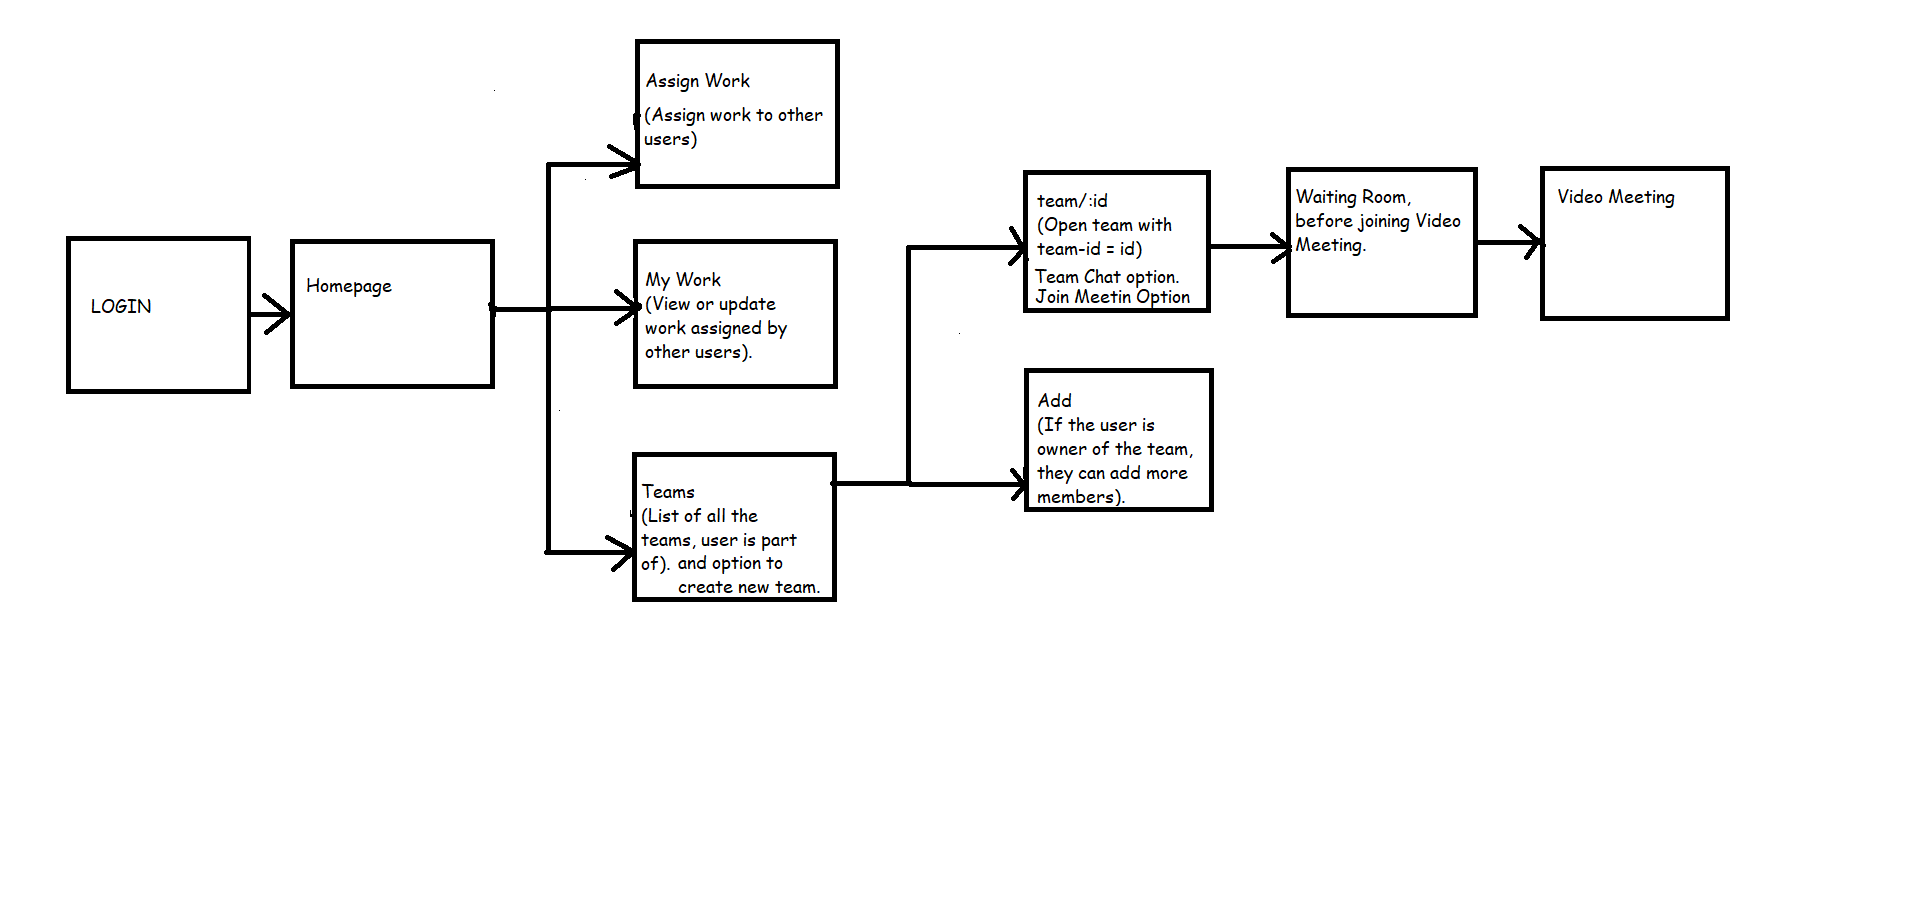 LOGIN
Homepage
Assign Work
(Assign work to other
users)
My Work
(View or update
work assigned by
other users).
Teams
(List of all the
teams, user is part
of). and option to
create new team.
team/:id
(Open team with
team-id = id)
Team Chat option.
Join Meetin Option
Add
(If the user is
owner of the team,
they can add more
members).
Waiting Room,
before joining Video
Meeting.
Video Meeting